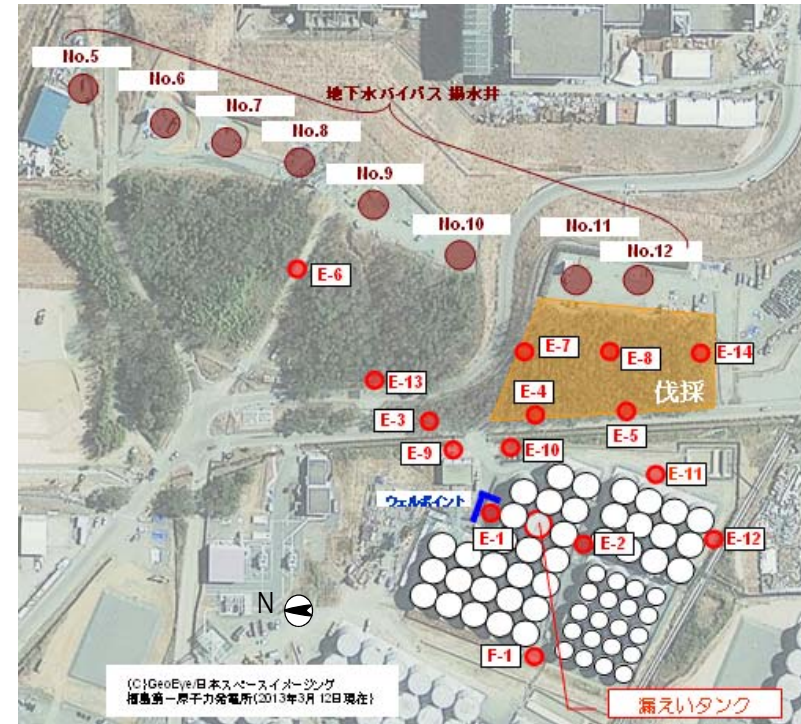 No.5
No.6
No.7
No.8
No.9
No.10
No.11
No.12
地下水バイパス 揚水井
E-6
E-7
E-8
E-14
伐採
E-13
E-4
E-5
E-3
E-9
E-10
E-11
ウェルポイント
E-1
E-2
E-12
N
F-1
漏えいタンク
(C)GeoEye/日本スペースイメージング
福島第一原子力発電所(2013年3月12日現在)